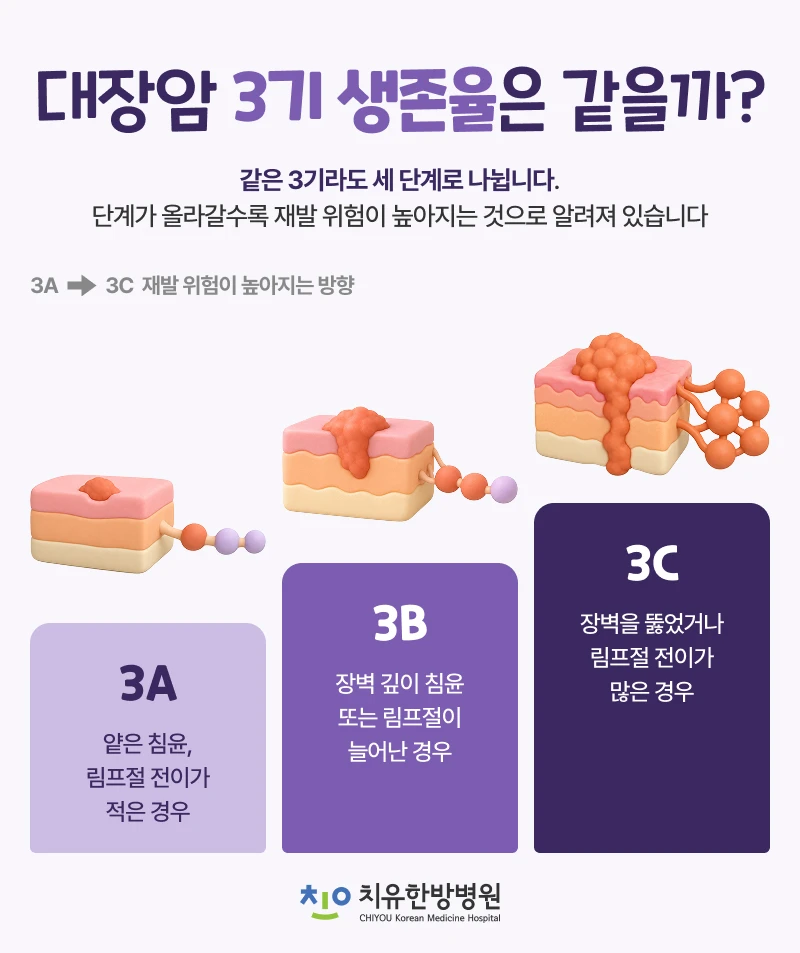 대장암 3기 생존율은 같을까?
같은 3기라도 세 단계로 나뉩니다.
단계가 올라갈수록 재발 위험이 높아지는 것으로 알려져 있습니다
3A → 3C 재발 위험이 높아지는 방향
3A
얕은 침윤,
림프절 전이가
적은 경우
3B
장벽 깊이 침윤
또는 림프절이
늘어난 경우
3C
장벽을 뚫었거나
림프절 전이가
많은 경우
치유 치유한방병원
CHIYOU Korean Medicine Hospital